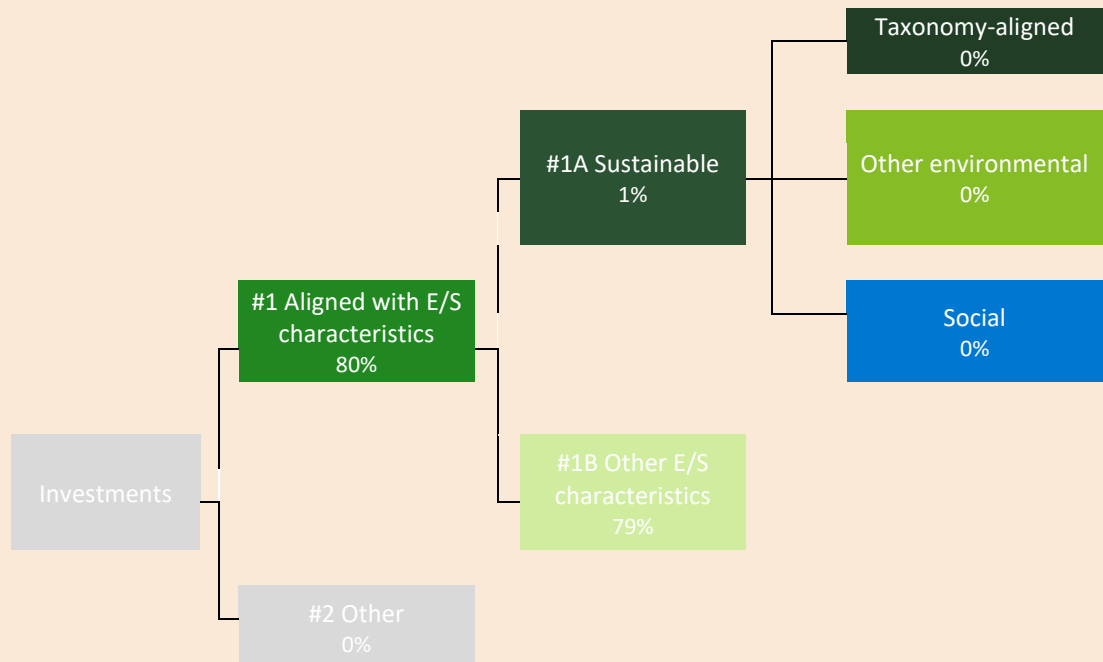 Taxonomy-aligned
0%
#1A Sustainable
1%
Other environmental
0%
#1 Aligned with E/S
characteristics
80%
Social
0%
Investments
#1B Other E/S
characteristics
79%
#2 Other
0%